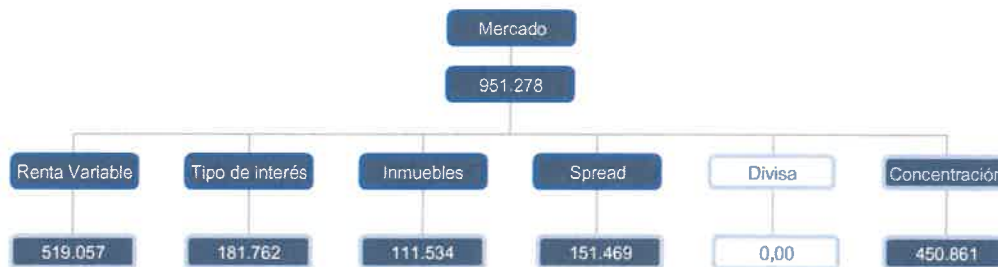 Mercado
951.278
Renta Variable Tipo de interés Inmuebles Spread Divisa Concentración
519.057 181.762 111.534 151.469 0,00 450.861